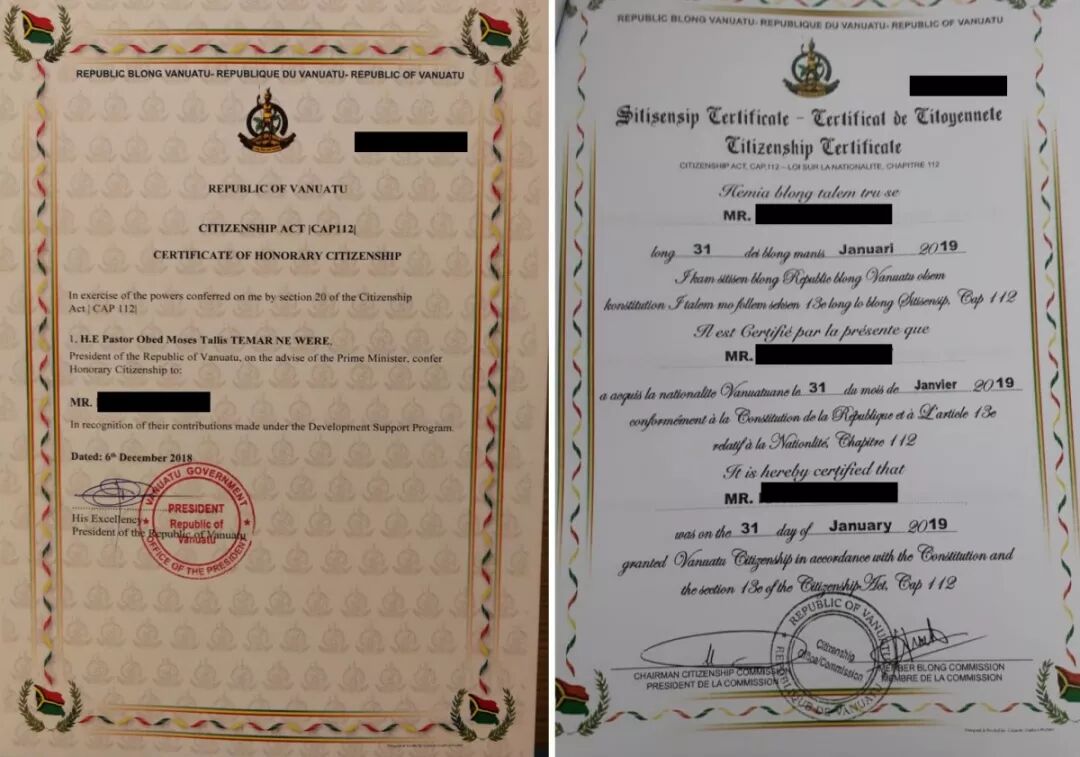 REPUBLIC BLONG VANUATU- REPUBLIQUE DU VANUATU- REPUBLIC OF VANUATU
REPUBLIC OF VANUATU
CITIZENSHIP ACT |CAP112|
CERTIFICATE OF HONORARY CITIZENSHIP
In exercise of the powers conferred on me by section 20 of the Citizenship
Act | CAP 112|
1. H.E Pastor Obed Moses Tallis TEMAR NE WERE,
President of the Republic of Vanuatu, on the advise of the Prime Minister, confer
Honorary Citizenship to:
MR.
In recognition of their contributions made under the Development Support Program.
Dated: 6th December 2018
His Excellency
President of the Republic of Vanuatu
VANUATU GOVERNMENT
PRESIDENT
Republic of
Vanuatu
OFFICE OF THE PRESIDENT
REPUBLIC BLONG VANUATU- REPUBLIQUE DU VANUATU- REPUBLIC OF VANUATU
Sitisensip Certificate - Certificat de Citoyennete
Citizenship Certificate
CITIZENSHIP ACT, CAP.112 – LOI SUR LA NATIONALITE, CHAPITRE 112
Hemia blong talem tru se
MR.
long 31 dei blong manis Januari 2019
I kam sitisen blong Republic blong Vanuatu olsem
konstitution I talem mo follem seksen 13e long lo blong Sitisensip, Cap 112
Il est Certifié par la présente que
MR.
a acquis la nationalite Vanuatuane le 31 du mois de Janvier 2019
conformément à la Constitution de la République et à L'article 13e
relatif à la Nationlité, Chapitre 112
It is hereby certified that
MR.
was on the 31 day of January 2019
granted Vanuatu Citizenship in accordance with the Constitution and
the section 13e of the Citizenship Act, Cap 112
CHAIRMAN CITIZENSHIP COMMISSION
PRESIDENT DE LA COMMISSION
BLONG COMMISSION
DE LA COMMISSION
REPUBLIC OF VANUATU
Citizenship
Office/Commission
REPUBLIQUE DE VANUATU